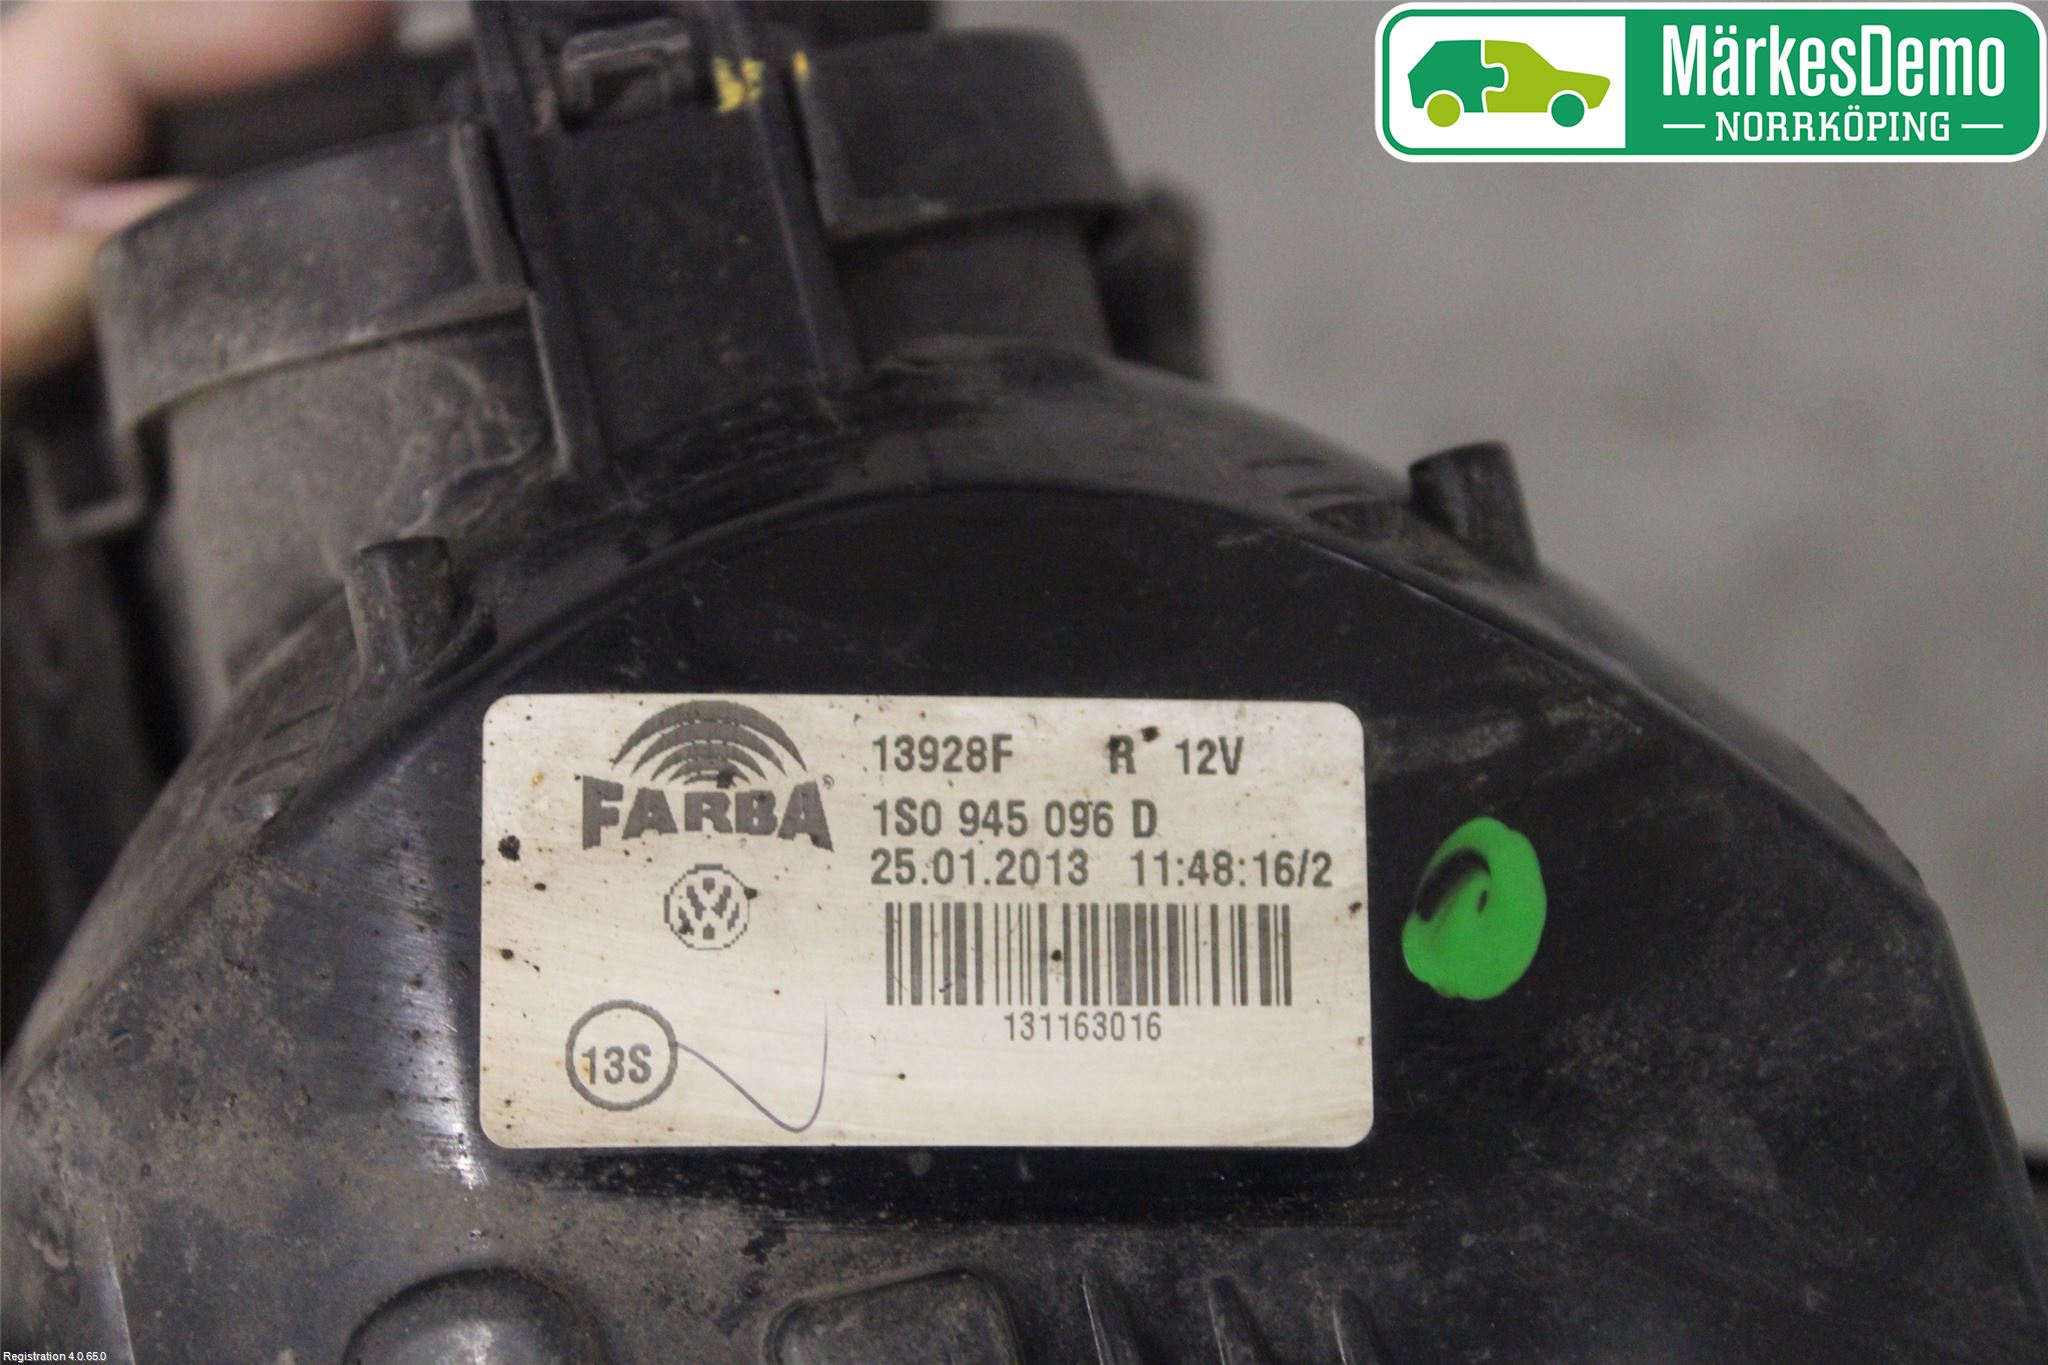 MärkesDemo
NORRKÖPING
FARBA®
13928F R 12V
1S0 945 096 D
25.01.2013 11:48:16/2
131163016
13S
Registration 4.0.65.0